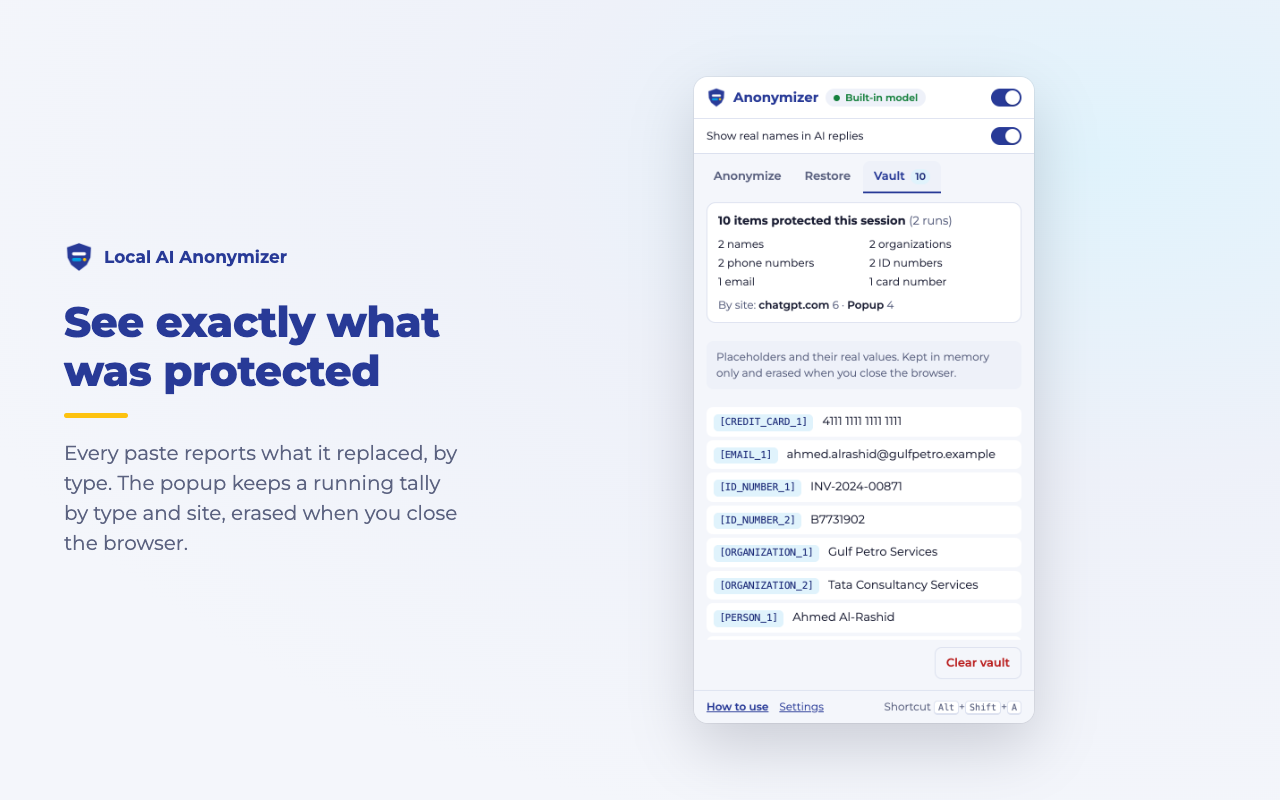 Local AI Anonymizer
See exactly what
was protected
Every paste reports what it replaced, by
type. The popup keeps a running tally
by type and site, erased when you close
the browser.
Anonymizer Built-in model
Show real names in AI replies
Anonymize Restore Vault 10
10 items protected this session (2 runs)
2 names 2 organizations
2 phone numbers 2 ID numbers
1 email 1 card number
By site: chatgpt.com 6 · Popup 4
Placeholders and their real values. Kept in memory
only and erased when you close the browser.
[CREDIT_CARD_1] 4111 1111 1111 1111
[EMAIL_1] ahmed.alrashid@gulfpetro.example
[ID_NUMBER_1] INV-2024-00871
[ID_NUMBER_2] B7731902
[ORGANIZATION_1] Gulf Petro Services
[ORGANIZATION_2] Tata Consultancy Services
[PERSON_1] Ahmed Al-Rashid
Clear vault
How to use Settings Shortcut Alt+Shift+A